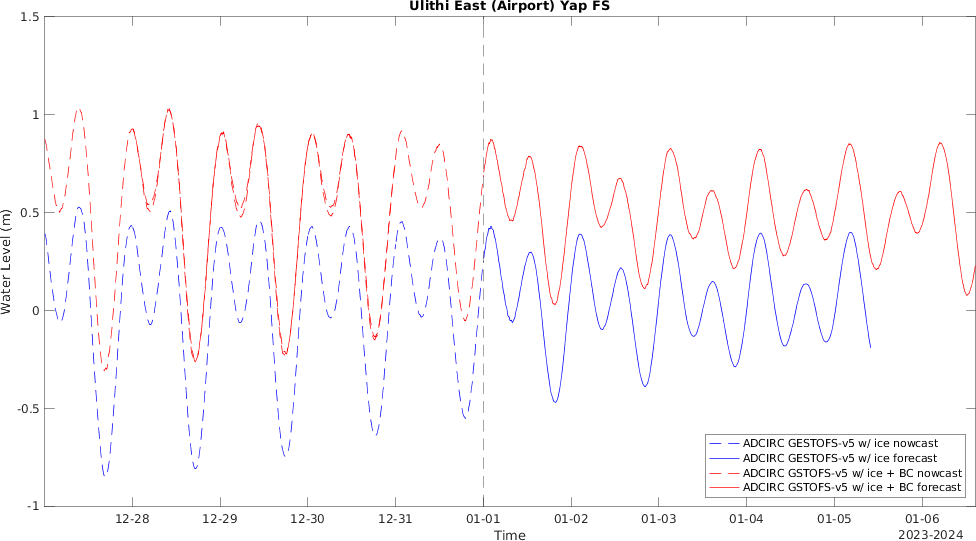 Ulithi East (Airport) Yap FS
1.5
1
0.5
0
-0.5
-1
Water Level (m)
12-28 12-29 12-30 12-31 01-01 01-02 01-03 01-04 01-05 01-06
Time
2023-2024
ADCIRC GESTOFS-v5 w/ ice nowcast
ADCIRC GESTOFS-v5 w/ ice forecast
ADCIRC GSTOFS-v5 w/ ice + BC nowcast
ADCIRC GSTOFS-v5 w/ ice + BC forecast